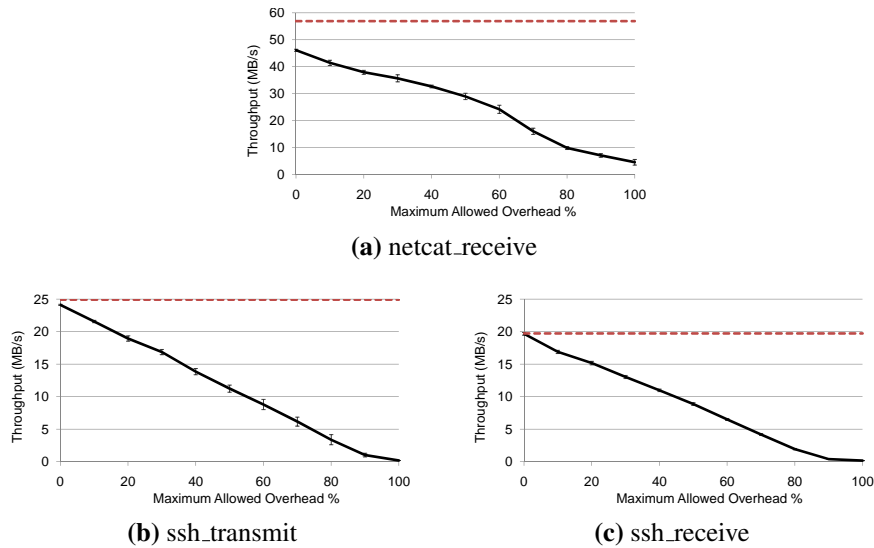 Throughput (MB/s)
60
50
40
30
20
10
0
0 20 40 60 80 100
Maximum Allowed Overhead %
(a) netcat_receive
Throughput (MB/s)
25
20
15
10
5
0
0 20 40 60 80 100
Maximum Allowed Overhead %
(b) ssh_transmit
Throughput (MB/s)
25
20
15
10
5
0
0 20 40 60 80 100
Maximum Allowed Overhead %
(c) ssh_receive